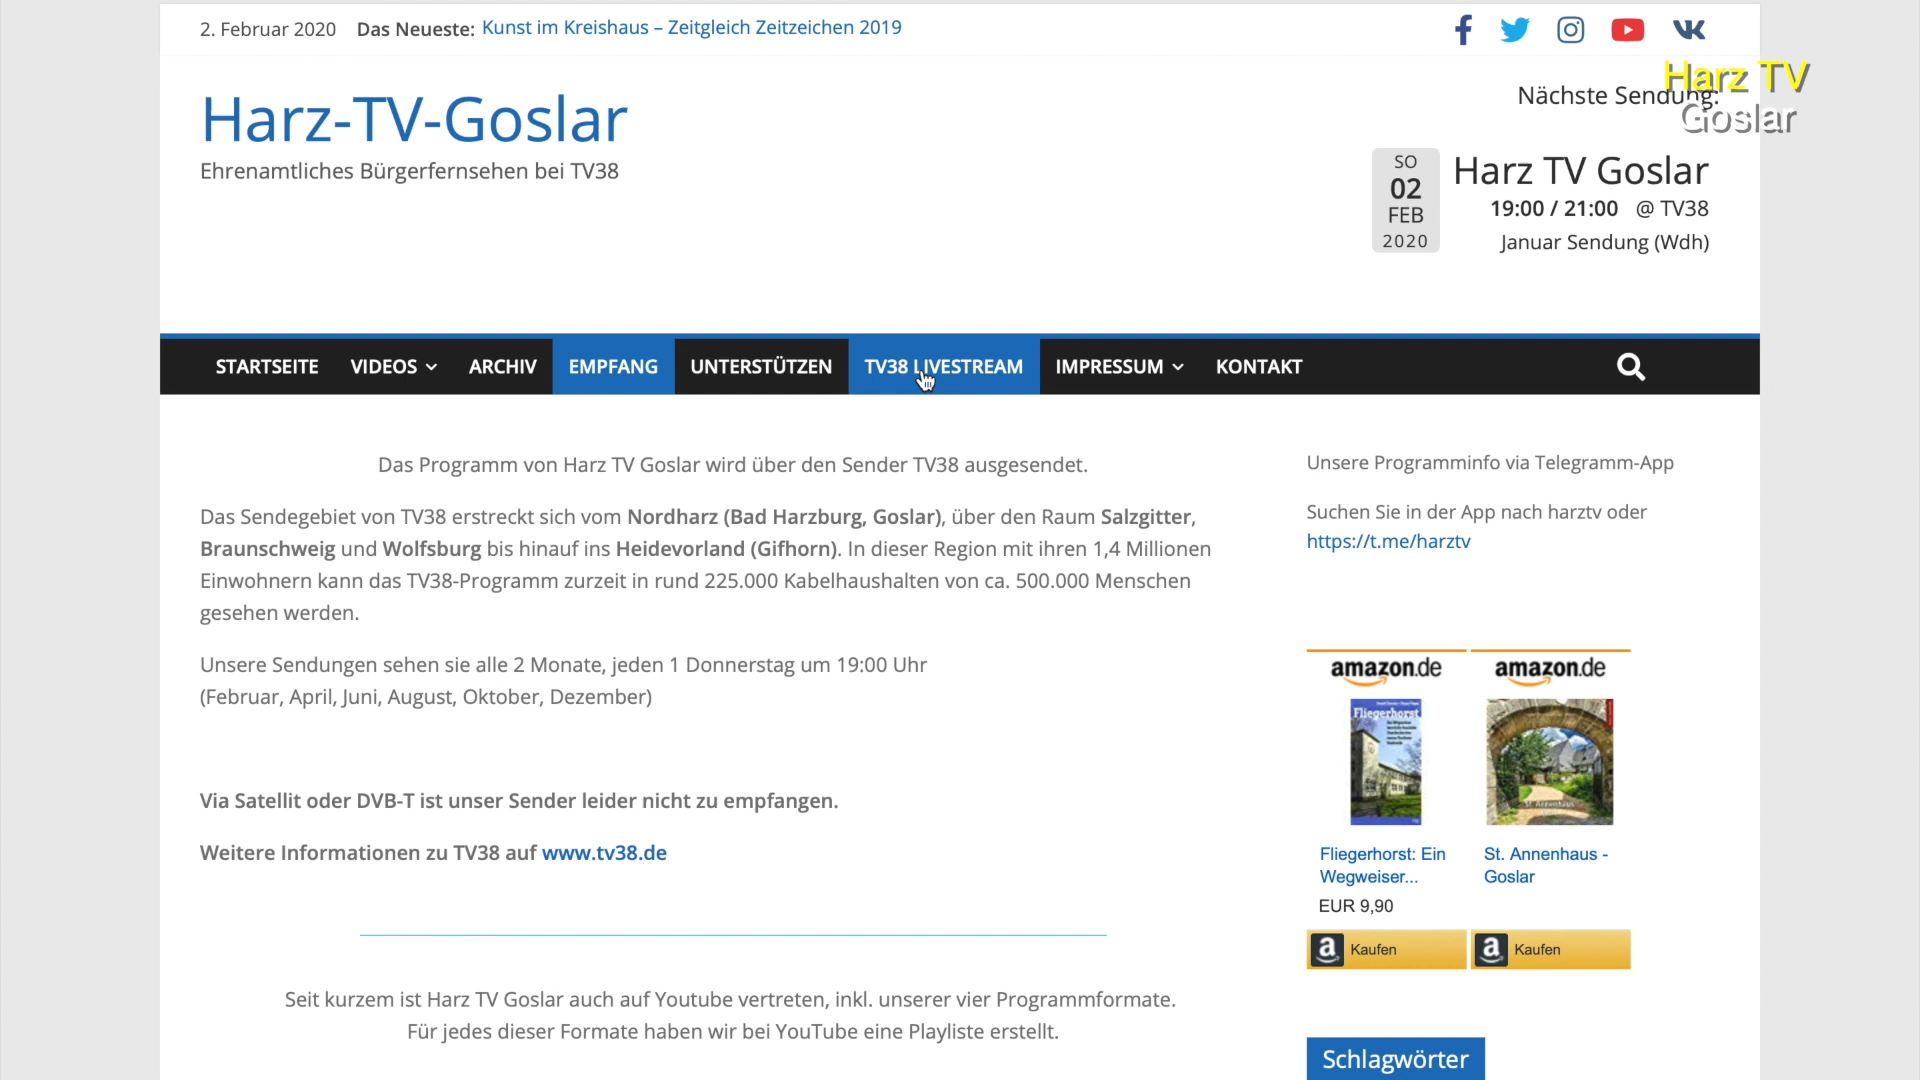 2. Februar 2020 Das Neueste: Kunst im Kreishaus – Zeitgleich Zeitzeichen 2019
Harz TV
Goslar
Nächste Sendung:
Harz-TV-Goslar
Ehrenamtliches Bürgerfernsehen bei TV38
SO
02
FEB
2020
Harz TV Goslar
19:00 / 21:00 @ TV38
Januar Sendung (Wdh)
STARTSEITE VIDEOS ARCHIV EMPFANG UNTERSTÜTZEN TV38 LIVESTREAM IMPRESSUM KONTAKT
Das Programm von Harz TV Goslar wird über den Sender TV38 ausgesendet.
Das Sendegebiet von TV38 erstreckt sich vom Nordharz (Bad Harzburg, Goslar), über den Raum Salzgitter,
Braunschweig und Wolfsburg bis hinauf ins Heidevorland (Gifhorn). In dieser Region mit ihren 1,4 Millionen
Einwohnern kann das TV38-Programm zurzeit in rund 225.000 Kabelhaushalten von ca. 500.000 Menschen
gesehen werden.
Unsere Sendungen sehen sie alle 2 Monate, jeden 1 Donnerstag um 19:00 Uhr
(Februar, April, Juni, August, Oktober, Dezember)
Via Satellit oder DVB-T ist unser Sender leider nicht zu empfangen.
Weitere Informationen zu TV38 auf www.tv38.de
Seit kurzem ist Harz TV Goslar auch auf Youtube vertreten, inkl. unserer vier Programmformate.
Für jedes dieser Formate haben wir bei YouTube eine Playliste erstellt.
Unsere Programminfo via Telegramm-App
Suchen Sie in der App nach harztv oder
https://t.me/harztv
amazon.de
Fliegerhorst
Fliegerhorst: Ein
Wegweiser...
EUR 9,90
Kaufen
amazon.de
St. Annenhaus
St. Annenhaus -
Goslar
Kaufen
Schlagwörter